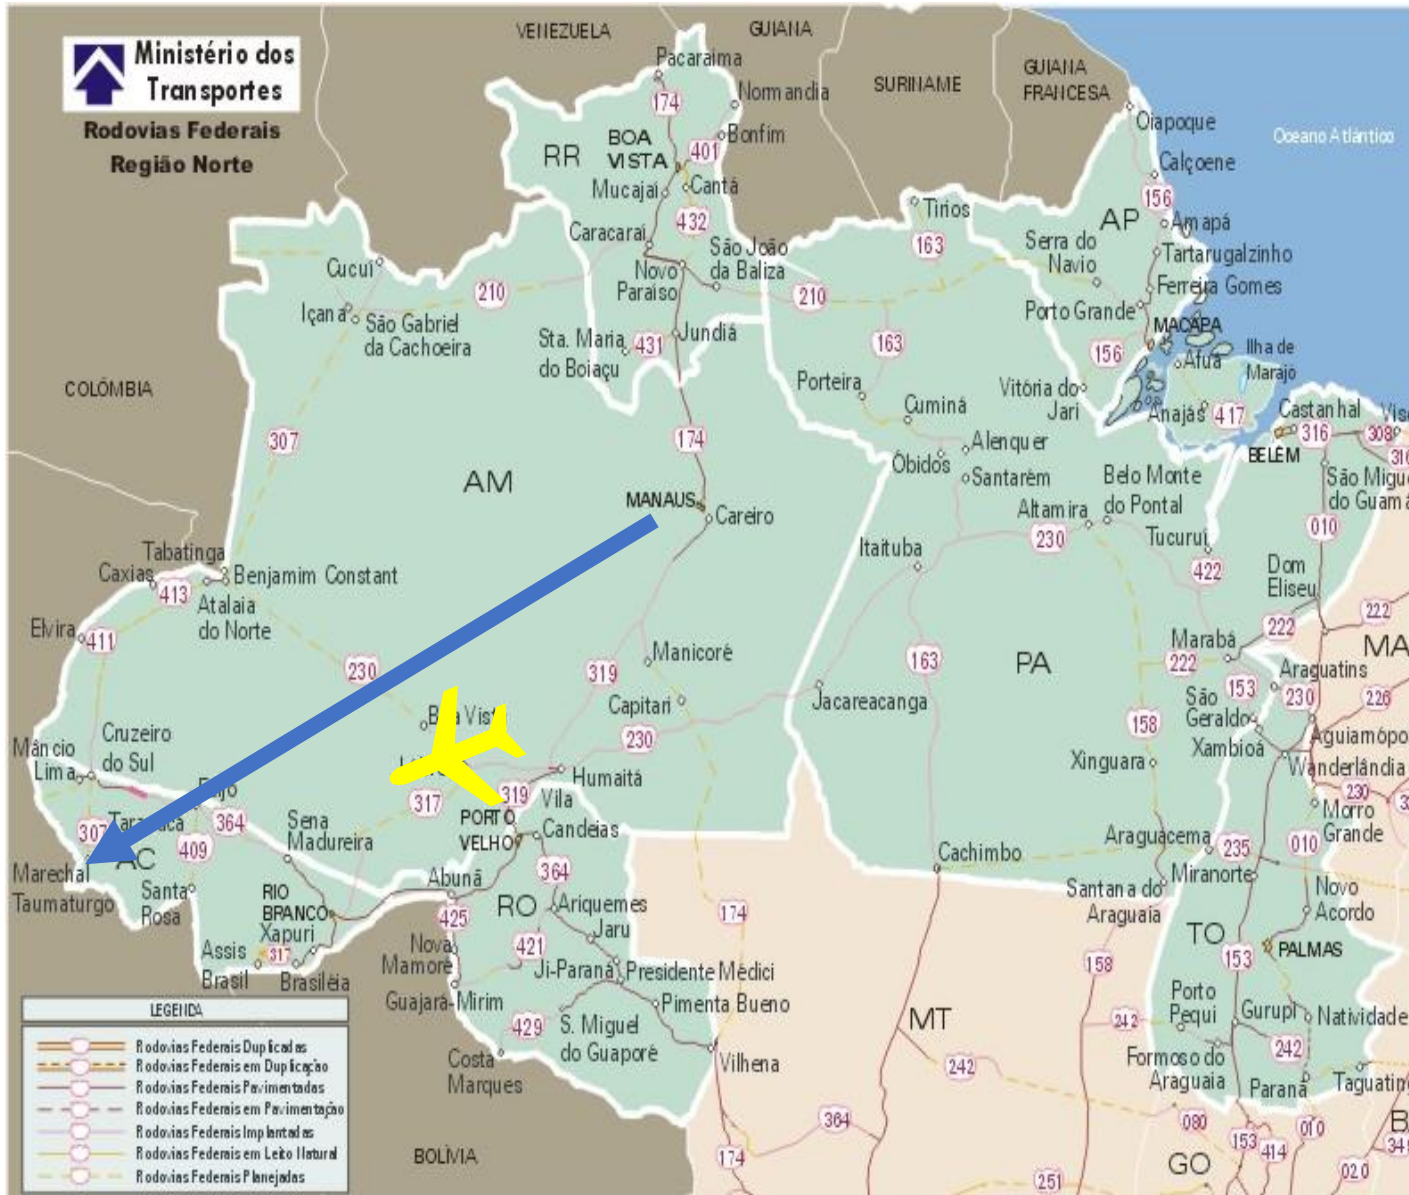 Ministério dos
Transportes
Rodovias Federais
Região Norte
VENEZUELA
GUIANA
SURINAME
GUIANA
FRANCESA
Oceano Atlántico
COLÔMBIA
BOLÍVIA
Pacaraima
174
Normandia
BOA
VISTA
401
Bonfim
RR
Mucajaí
Cantá
432
Caracaraí
São João
da Baliza
Novo
Paraíso
Cucuí
210
Içana
São Gabriel
da Cachoeira
Sta. Maria
do Boiaçu
431
Jundiá
210
Tirios
163
163
Oiapoque
Calçoene
156
AP
Amapá
Serra do
Navio
Tartarugalzinho
Ferreira Gomes
Porto Grande
MACAPA
156
Afuá
Ilha de
Marajó
Vitória do
Jari
Anajás
417
Castanhal
316
308
Vise
316
BELÉM
São Migu
do Guamá
Porteira
Cuminá
Alenquer
Óbidos
Santarém
307
174
AM
MANAUS
Careiro
Belo Monte
do Pontal
Altamira
230
Tucuruí
422
010
Itaituba
Dom
Eliseu
222
222
Tabatinga
Caxias
413
Benjamim Constant
Atalaia
do Norte
Elvira
411
230
319
Manicoré
Capitari
230
163
PA
Jacareacanga
Marabá
222
153
Araguatins
230
MA
226
São
Geraldo
Xambioá
Aguiarnópo
Wanderlândia
230
Morro
Grande
158
Xinguara
Cruzeiro
do Sul
Mâncio
Lima
307
364
409
AC
Marechal
Taumaturgo
Santa
Rosa
Sena
Madureira
RIO
BRANCO
Xapuri
Assis
Brasil
317
Brasiléia
317
319
Humaitá
Vila
PORTO
VELHO
Candeias
364
Abunã
425
RO
Ariquemes
421
Jaru
Nova
Mamoré
Ji-Paraná
Presidente Médici
Guajará-Mirim
Pimenta Bueno
429
S. Miguel
do Guaporé
Costa
Marques
Vilhena
174
174
364
MT
242
Cachimbo
Araguacema
235
010
Miranorte
Santana do
Araguaia
Novo
Acordo
TO
153
PALMAS
158
242
Porto
Pequi
Gurupi
Natividade
242
Formoso do
Araguaia
Paranã
Taguating
080
010
153
414
GO
251
020
LEGENDA
Rodovias Federais Duplicadas
Rodovias Federais em Duplicação
Rodovias Federais Pavimentadas
Rodovias Federais em Pavimentação
Rodovias Federais Implantadas
Rodovias Federais em Leito Natural
Rodovias Federais Planejadas